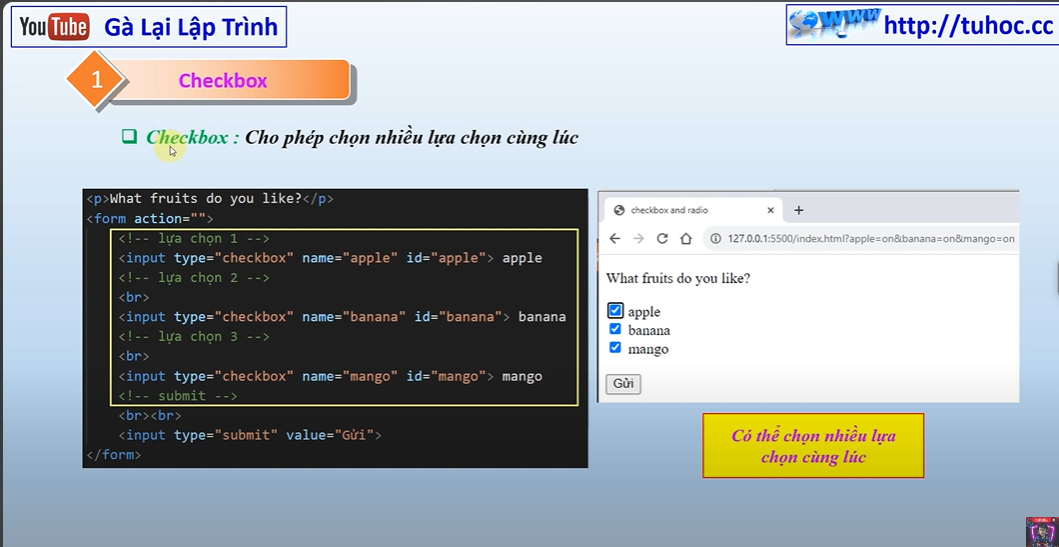 YouTube Gà Lại Lập Trình
www http://tuhoc.cc
1 Checkbox
Checkbox : Cho phép chọn nhiều lựa chọn cùng lúc
<p>What fruits do you like?</p>
<form action="">
<!-- lựa chọn 1 -->
<input type="checkbox" name="apple" id="apple"> apple
<!-- lựa chọn 2 -->
<br>
<input type="checkbox" name="banana" id="banana"> banana
<!-- lựa chọn 3 -->
<br>
<input type="checkbox" name="mango" id="mango"> mango
<!-- submit -->
<br><br>
<input type="submit" value="Gửi">
</form>
checkbox and radio
127.0.0.1:5500/index.html?apple=on&banana=on&mango=on
What fruits do you like?
apple
banana
mango
Gửi
Có thể chọn nhiều lựa
chọn cùng lúc